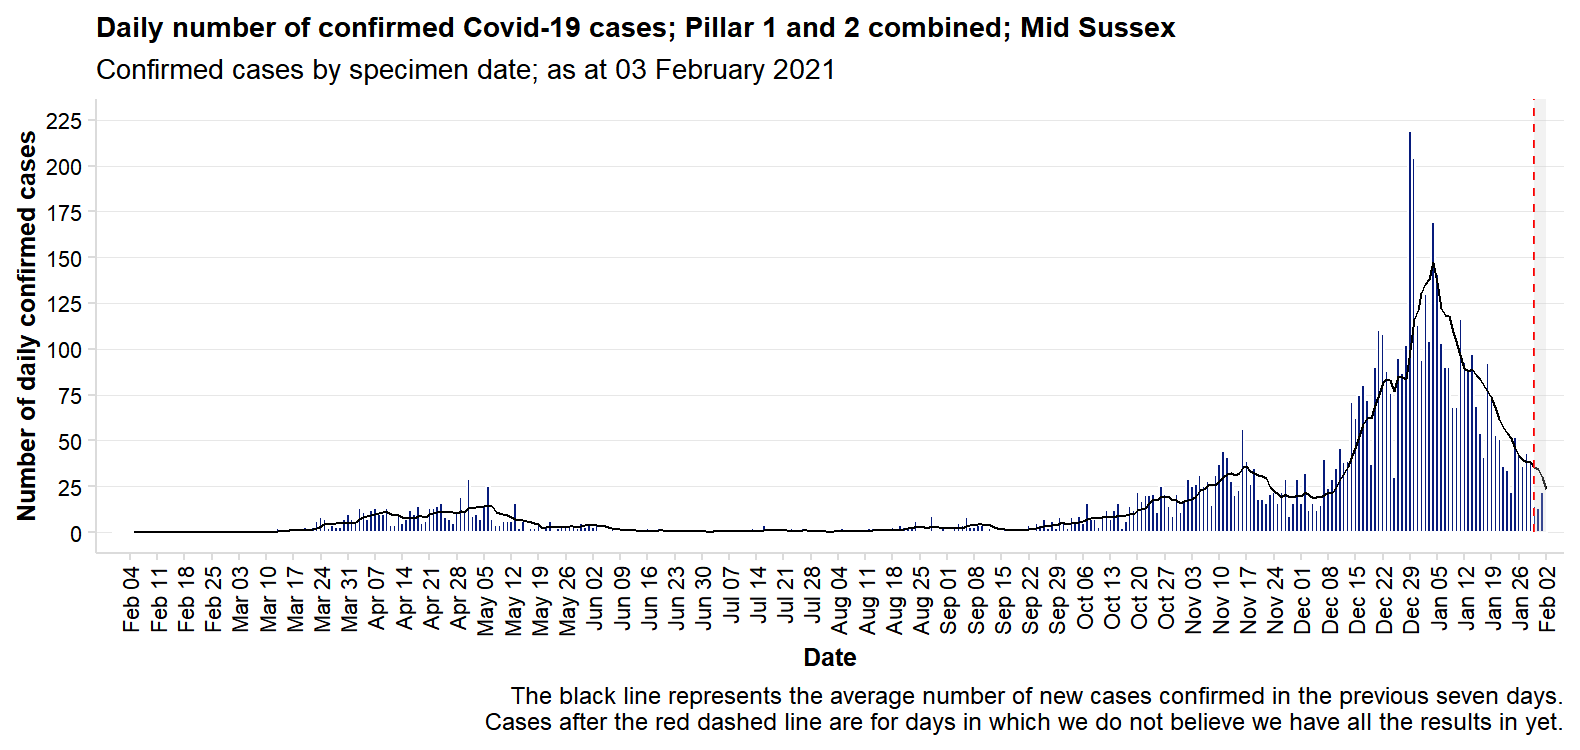 Daily number of confirmed Covid-19 cases; Pillar 1 and 2 combined; Mid Sussex
Confirmed cases by specimen date; as at 03 February 2021
Number of daily confirmed cases
225
200
175
150
125
100
75
50
25
0
Feb 04
Feb 11
Feb 18
Feb 25
Mar 03
Mar 10
Mar 17
Mar 24
Mar 31
Apr 07
Apr 14
Apr 21
Apr 28
May 05
May 12
May 19
May 26
Jun 02
Jun 09
Jun 16
Jun 23
Jun 30
Jul 07
Jul 14
Jul 21
Jul 28
Aug 04
Aug 11
Aug 18
Aug 25
Sep 01
Sep 08
Sep 15
Sep 22
Sep 29
Oct 06
Oct 13
Oct 20
Oct 27
Nov 03
Nov 10
Nov 17
Nov 24
Dec 01
Dec 08
Dec 15
Dec 22
Dec 29
Jan 05
Jan 12
Jan 19
Jan 26
Feb 02
Date
The black line represents the average number of new cases confirmed in the previous seven days.
Cases after the red dashed line are for days in which we do not believe we have all the results in yet.